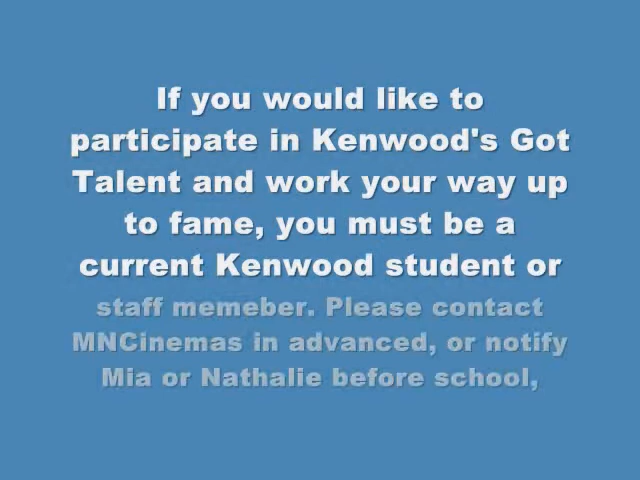 If you would like to
participate in Kenwood's Got
Talent and work your way up
to fame, you must be a
current Kenwood student or
staff memeber. Please contact
MNCinemas in advanced, or notify
Mia or Nathalie before school,